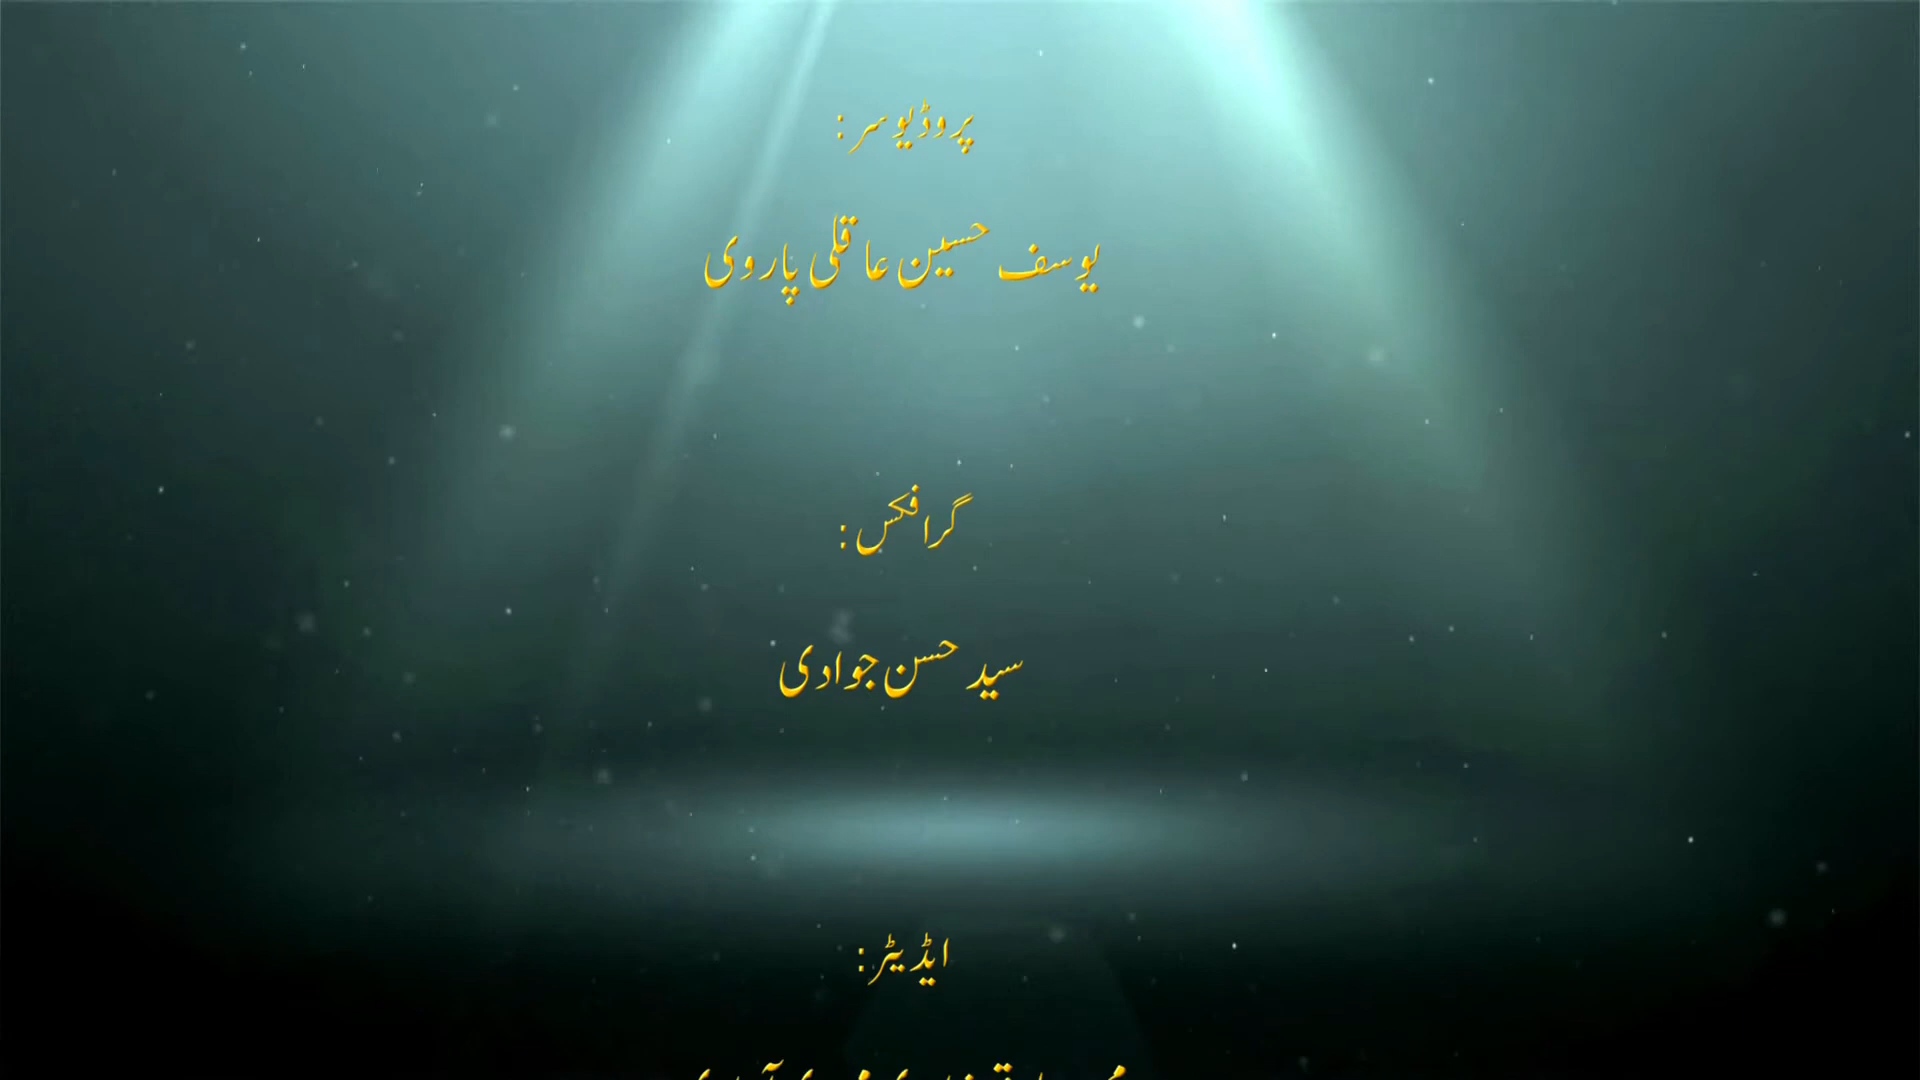 پروڈیوسر :
یوسف حسین عاقلی پاروی
گرافکس :
سید حسن جوادی
ایڈیٹر :